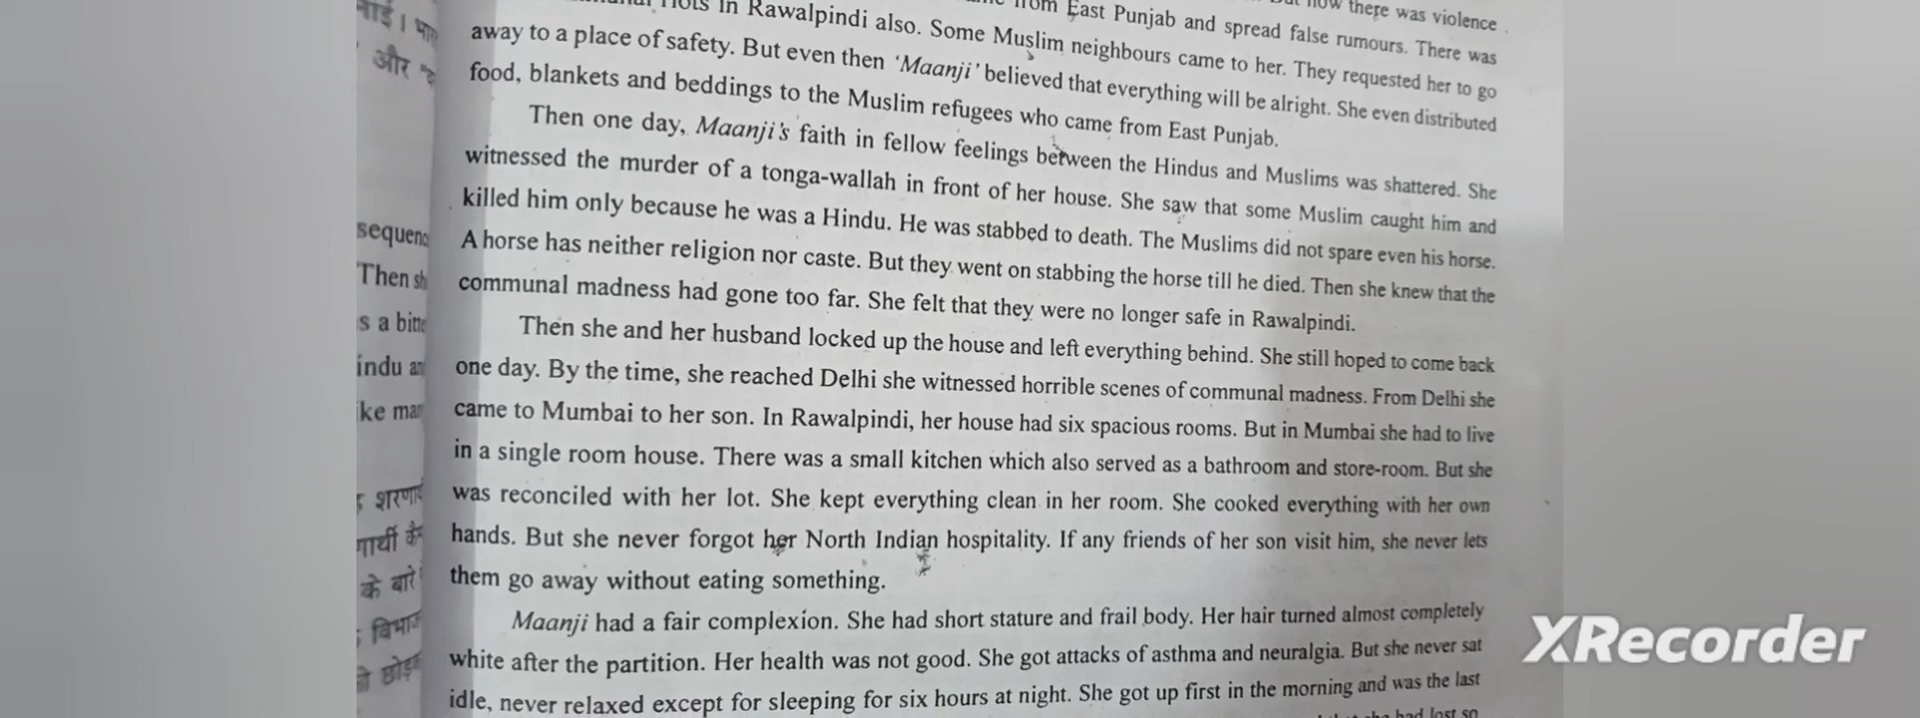 नाई। भा
और
from East Punjab and spread false rumours. There was
now there was violence
in Rawalpindi also. Some Muslim neighbours came to her. They requested her to go
away to a place of safety. But even then 'Maanji' believed that everything will be alright. She even distributed
food, blankets and beddings to the Muslim refugees who came from East Punjab.
Then one day, Maanji's faith in fellow feelings between the Hindus and Muslims was shattered. She
witnessed the murder of a tonga-wallah in front of her house. She saw that some Muslim caught him and
killed him only because he was a Hindu. He was stabbed to death. The Muslims did not spare even his horse.
A horse has neither religion nor caste. But they went on stabbing the horse till he died. Then she knew that the
communal madness had gone too far. She felt that they were no longer safe in Rawalpindi.
Then she and her husband locked up the house and left everything behind. She still hoped to come back
one day. By the time, she reached Delhi she witnessed horrible scenes of communal madness. From Delhi she
came to Mumbai to her son. In Rawalpindi, her house had six spacious rooms. But in Mumbai she had to live
in a single room house. There was a small kitchen which also served as a bathroom and store-room. But she
was reconciled with her lot. She kept everything clean in her room. She cooked everything with her own
hands. But she never forgot her North Indian hospitality. If any friends of her son visit him, she never lets
them go away without eating something.
Maanji had a fair complexion. She had short stature and frail body. Her hair turned almost completely
white after the partition. Her health was not good. She got attacks of asthma and neuralgia. But she never sat
idle, never relaxed except for sleeping for six hours at night. She got up first in the morning and was the last
she had lost so
sequenc
Then sh
s a bitte
indu an
ke man
शरणा
के बारे
विभाज
छोड़
XRecorder